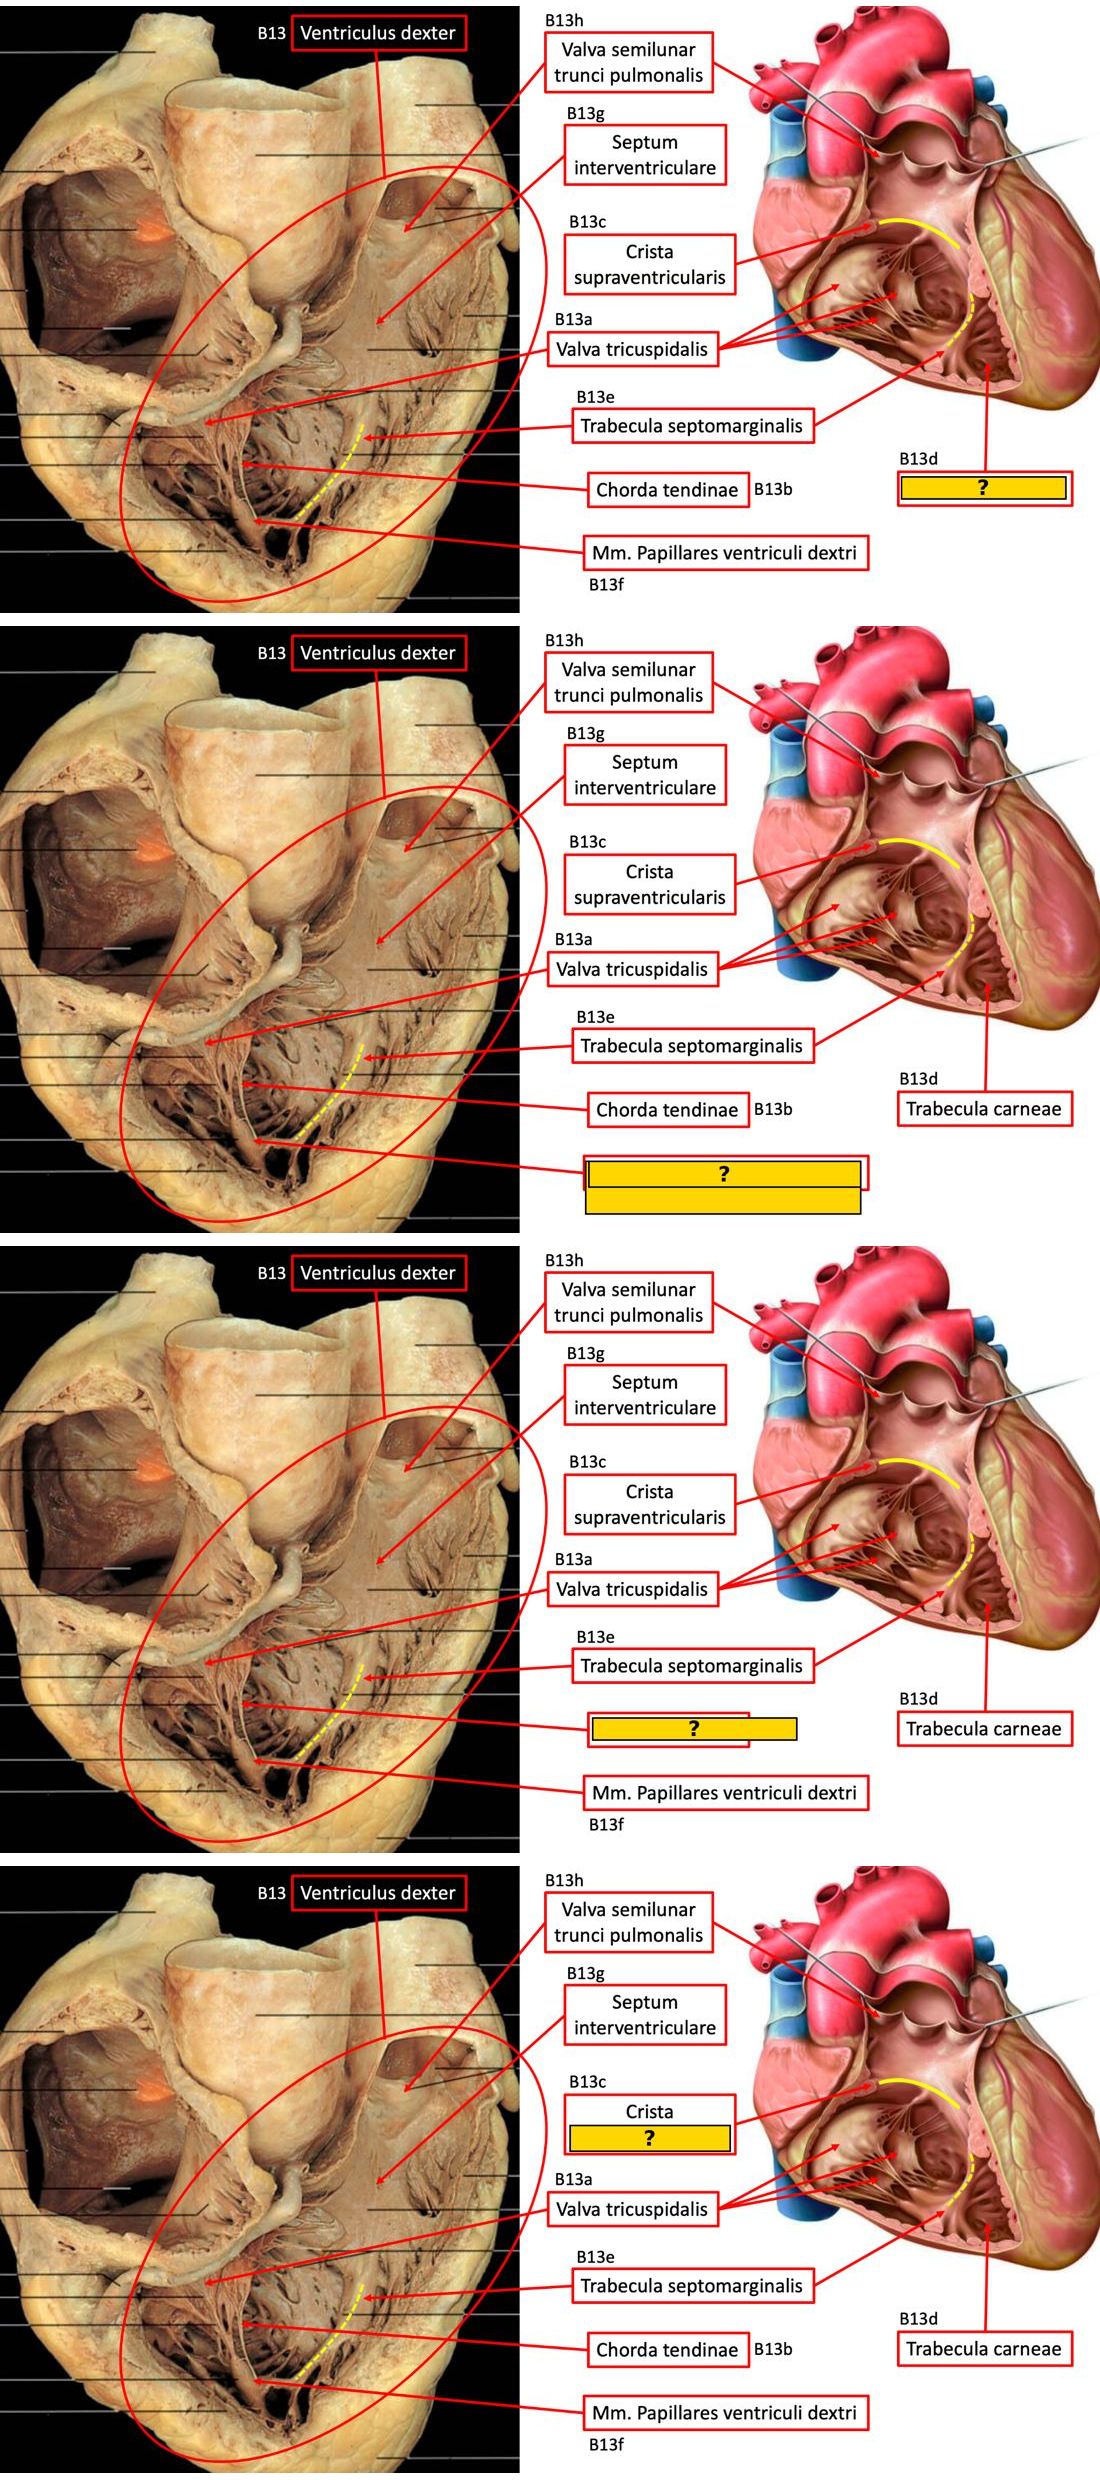 B13 Ventriculus dexter
B13h
Valva semilunar
trunci pulmonalis
B13g
Septum
interventriculare
B13c
Crista
supraventricularis
B13a
Valva tricuspidalis
B13e
Trabecula septomarginalis
B13d
?
Chorda tendinae B13b
Mm. Papillares ventriculi dextri
B13f
B13 Ventriculus dexter
B13h
Valva semilunar
trunci pulmonalis
B13g
Septum
interventriculare
B13c
Crista
supraventricularis
B13a
Valva tricuspidalis
B13e
Trabecula septomarginalis
B13d
Trabecula carneae
Chorda tendinae B13b
?
B13 Ventriculus dexter
B13h
Valva semilunar
trunci pulmonalis
B13g
Septum
interventriculare
B13c
Crista
supraventricularis
B13a
Valva tricuspidalis
B13e
Trabecula septomarginalis
B13d
Trabecula carneae
?
Mm. Papillares ventriculi dextri
B13f
B13 Ventriculus dexter
B13h
Valva semilunar
trunci pulmonalis
B13g
Septum
interventriculare
B13c
Crista
?
B13a
Valva tricuspidalis
B13e
Trabecula septomarginalis
B13d
Trabecula carneae
Chorda tendinae B13b
Mm. Papillares ventriculi dextri
B13f